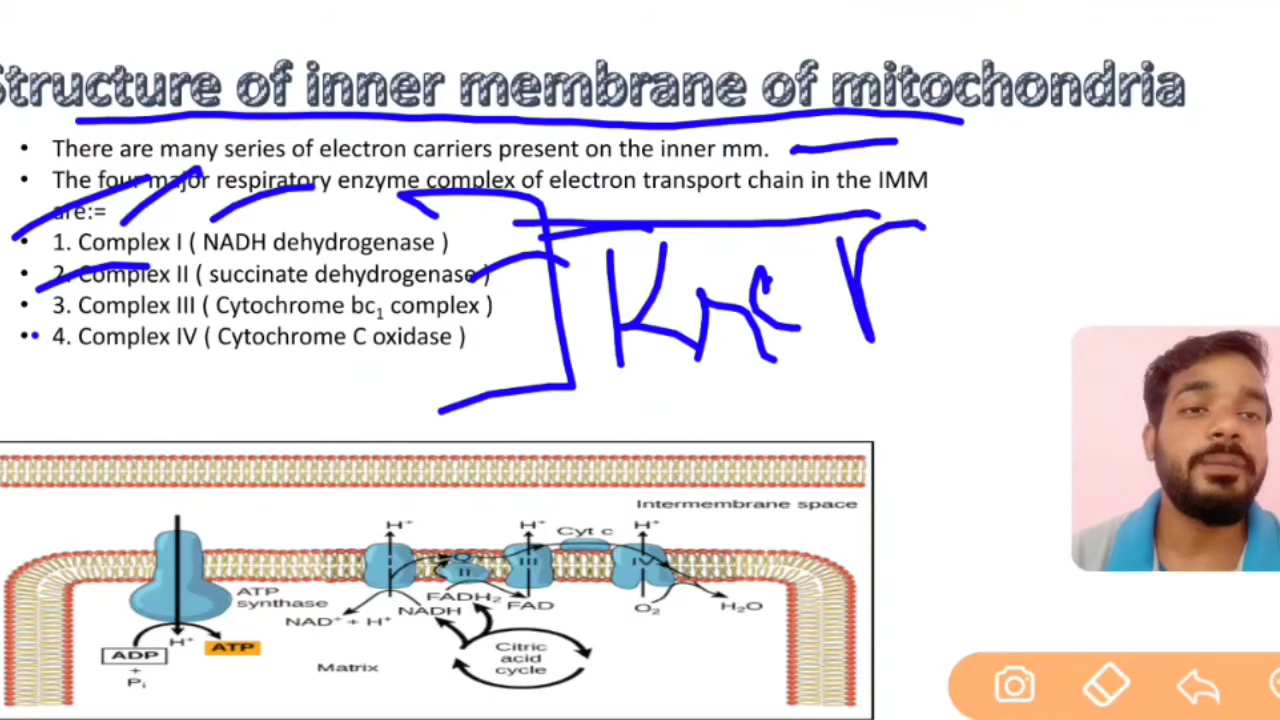 Structure of inner membrane of mitochondria
• There are many series of electron carriers present on the inner mm.
• The four major respiratory enzyme complex of electron transport chain in the IMM
are:=
• 1. Complex I ( NADH dehydrogenase )
• 2. Complex II ( succinate dehydrogenase )
• 3. Complex III ( Cytochrome bc₁ complex )
• 4. Complex IV ( Cytochrome C oxidase )
Intermembrane space
H⁺ H⁺ Cyt c H⁺
I Q II III IV
ATP
synthase
FADH₂
NADH FAD O₂ H₂O
NAD⁺ + H⁺
H⁺
ADP
+
Pᵢ
ATP
Matrix
Citric
acid
cycle